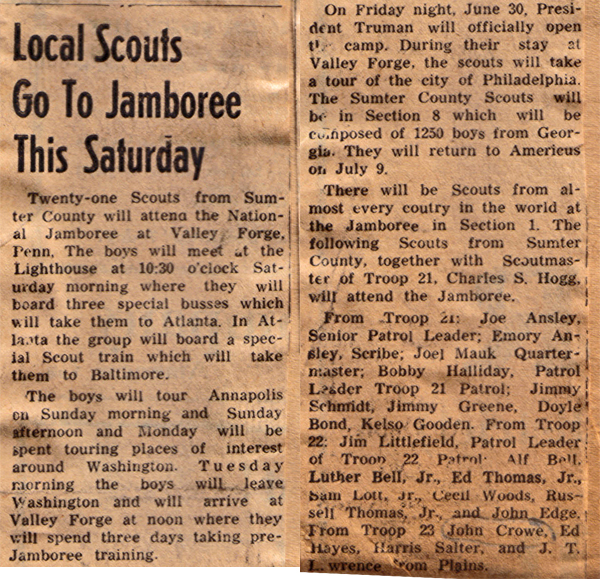 Local Scouts
Go To Jamboree
This Saturday
Twenty-one Scouts from Sum-
ter County will attend the Nation-
al Jamboree at Valley Forge,
Penn. The boys will meet at the
Lighthouse at 10:30 o'clock Sat-
urday morning where they will
board three special busses which
will take them to Atlanta. In At-
lanta the group will board a spec-
ial Scout train which will take
them to Baltimore.
The boys will tour Annapolis
on Sunday morning and Sunday
afternoon and Monday will be
spent touring places of interest
around Washington. Tuesday
morning the boys will leave
Washington and will arrive at
Valley Forge at noon where they
will spend three days taking pre-
Jamboree training.
On Friday night, June 30, Presi-
dent Truman will officially open
the camp. During their stay at
Valley Forge, the scouts will take
a tour of the city of Philadelphia.
The Sumter County Scouts will
be in Section 8 which will be
composed of 1250 boys from Geor-
gia. They will return to Americus
on July 9.
There will be Scouts from al-
most every coutry in the world at
the Jamboree in Section 1. The
following Scouts from Sumter
County, together with Scoutmas-
ter of Troop 21, Charles S. Hogg,
will attend the Jamboree.
From Troop 21: Joe Ansley,
Senior Patrol Leader; Emory An-
sley, Scribe; Joel Mauk Quarter-
master; Bobby Halliday, Patrol
Leader Troop 21 Patrol; Jimmy
Schmidt, Jimmy Greene, Doyle
Bond, Kelso Gooden. From Troop
22: Jim Littlefield, Patrol Leader
of Troop 22 Patrol; Alf Bell,
Luther Bell, Jr., Ed Thomas, Jr.,
Sam Lott, Jr., Cecil Woods, Rus-
sell Thomas, Jr., and John Edge.
From Troop 23 John Crowe, Ed
Hayes, Harris Salter, and J. T.
Lawrence from Plains.